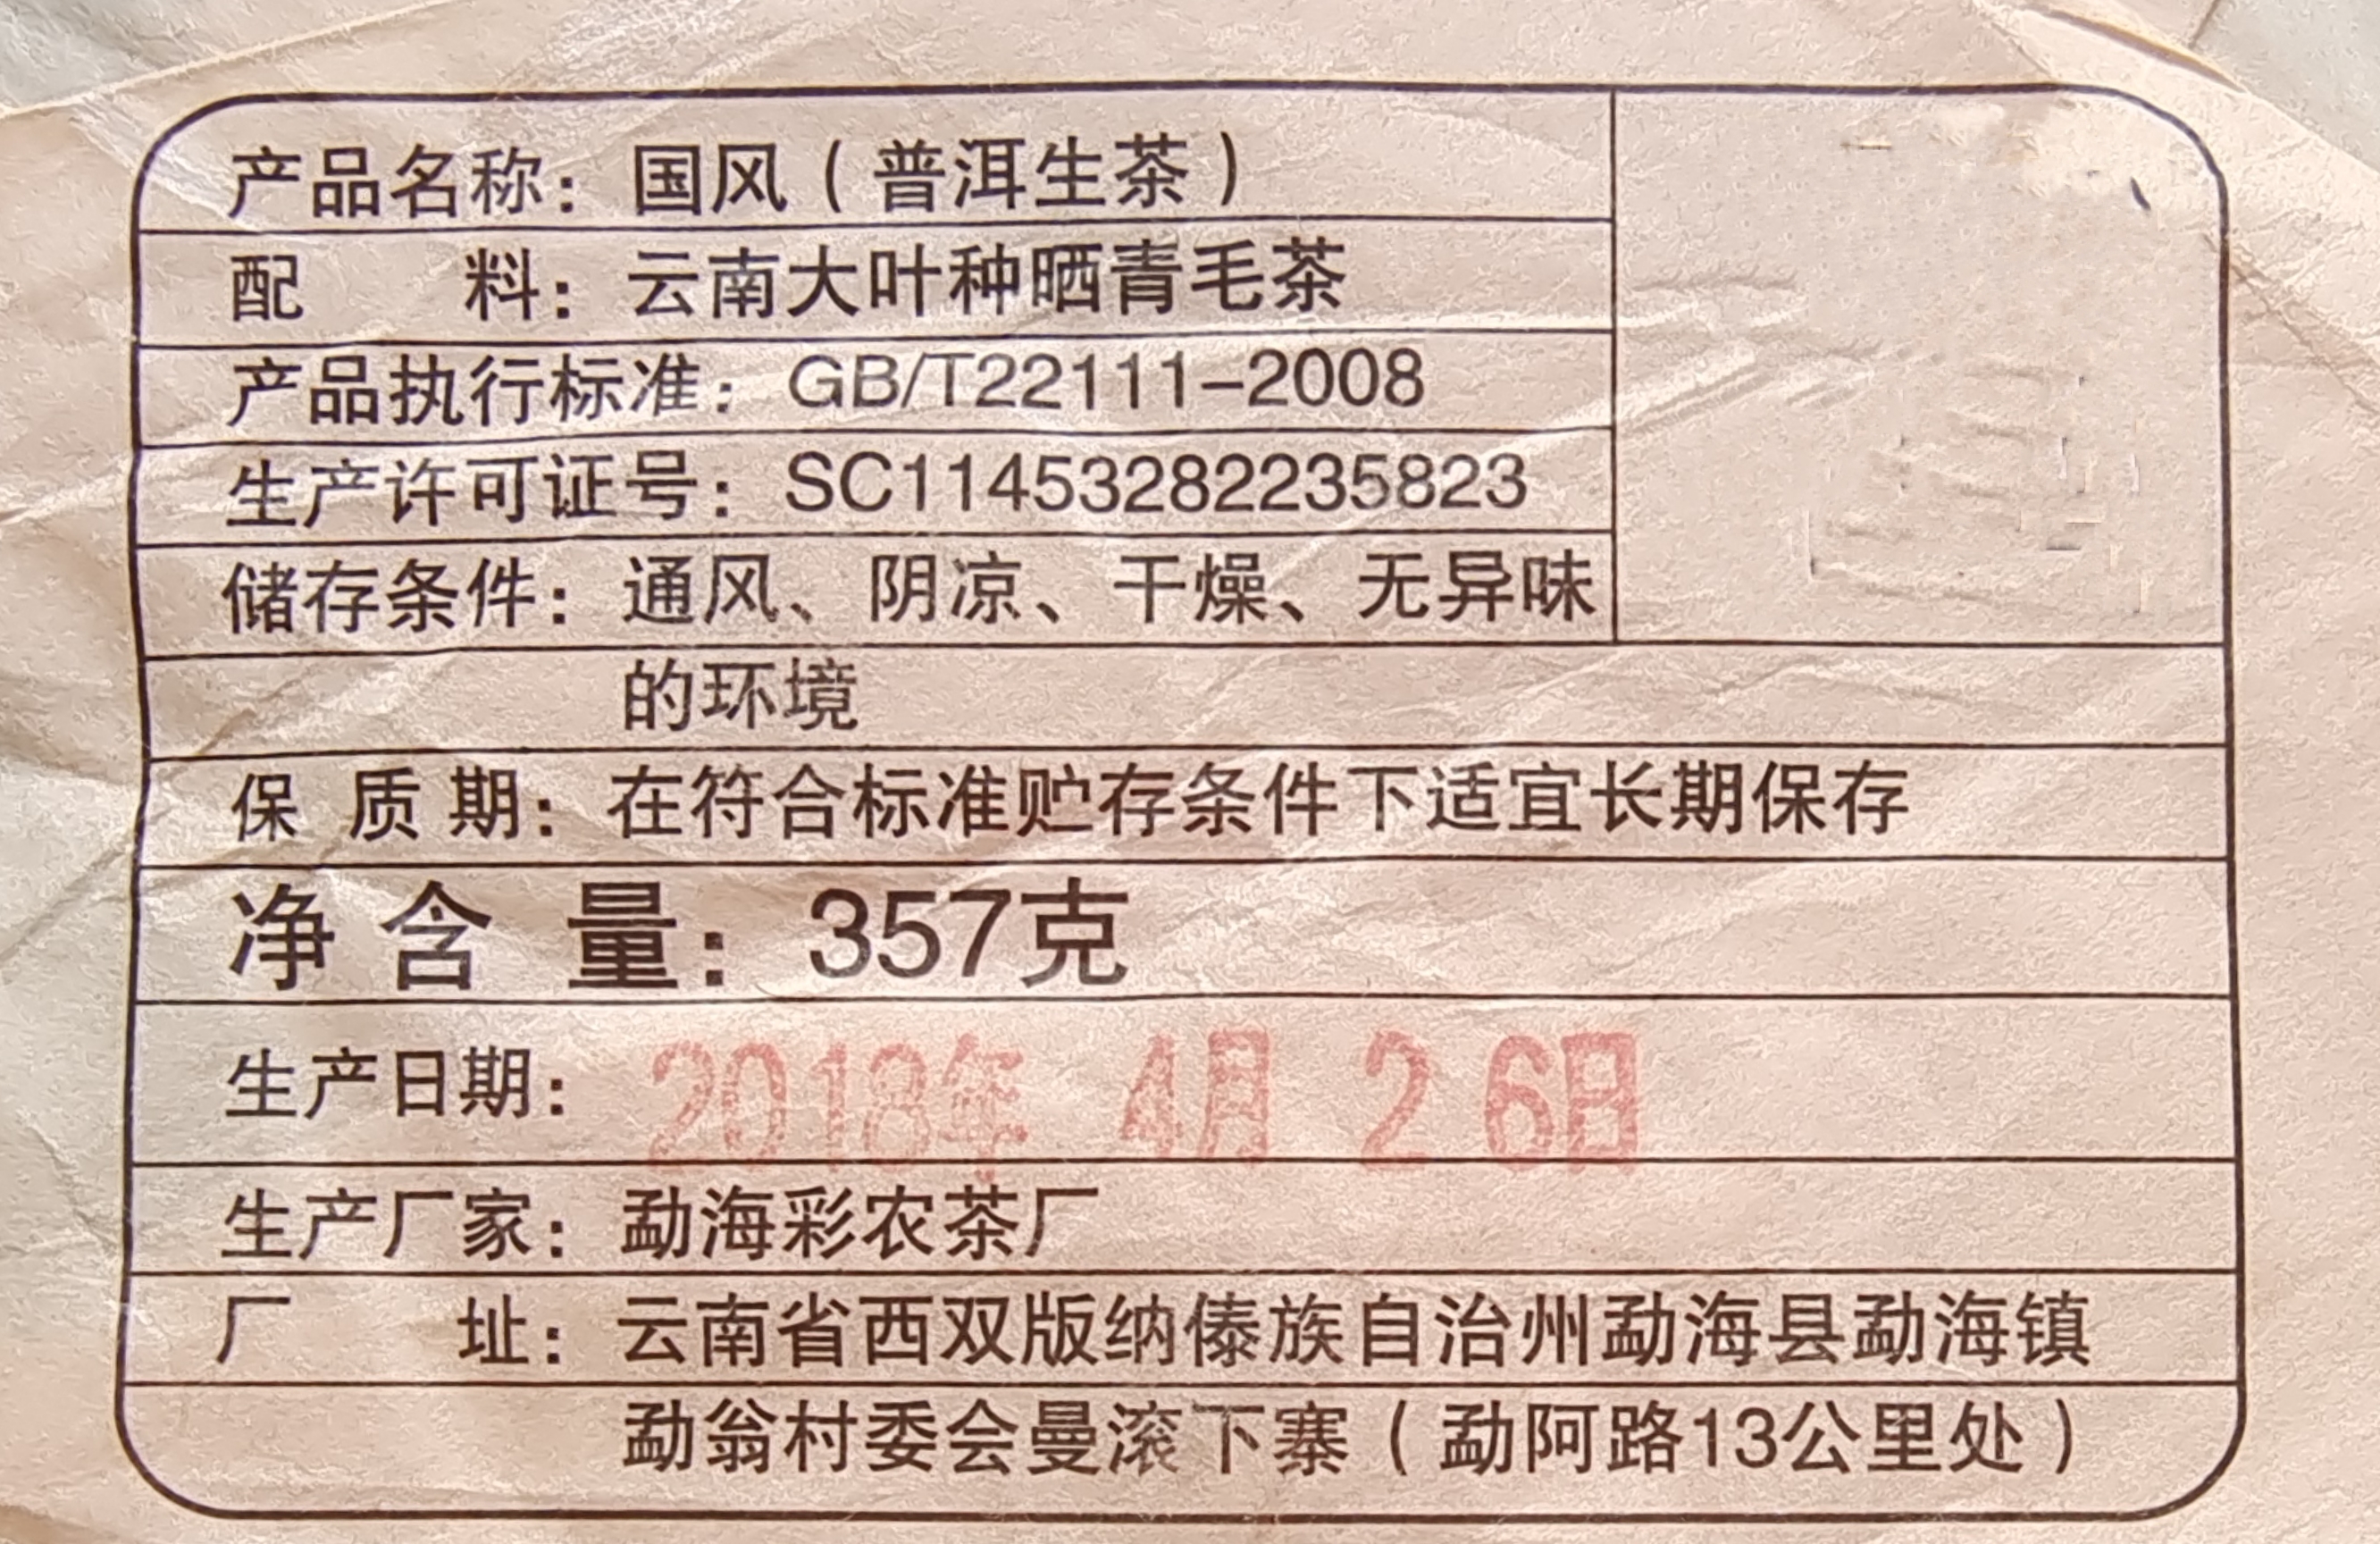 产品名称：国风（普洱生茶）
配 料：云南大叶种晒青毛茶
产品执行标准：GB/T22111-2008
生产许可证号：SC11453282235823
储存条件：通风、阴凉、干燥、无异味
的环境
保 质 期：在符合标准贮存条件下适宜长期保存
净 含 量：357克
生产日期：2018年 4月 26日
生产厂家：勐海彩农茶厂
厂 址：云南省西双版纳傣族自治州勐海县勐海镇
勐翁村委会曼滚下寨（勐阿路13公里处）